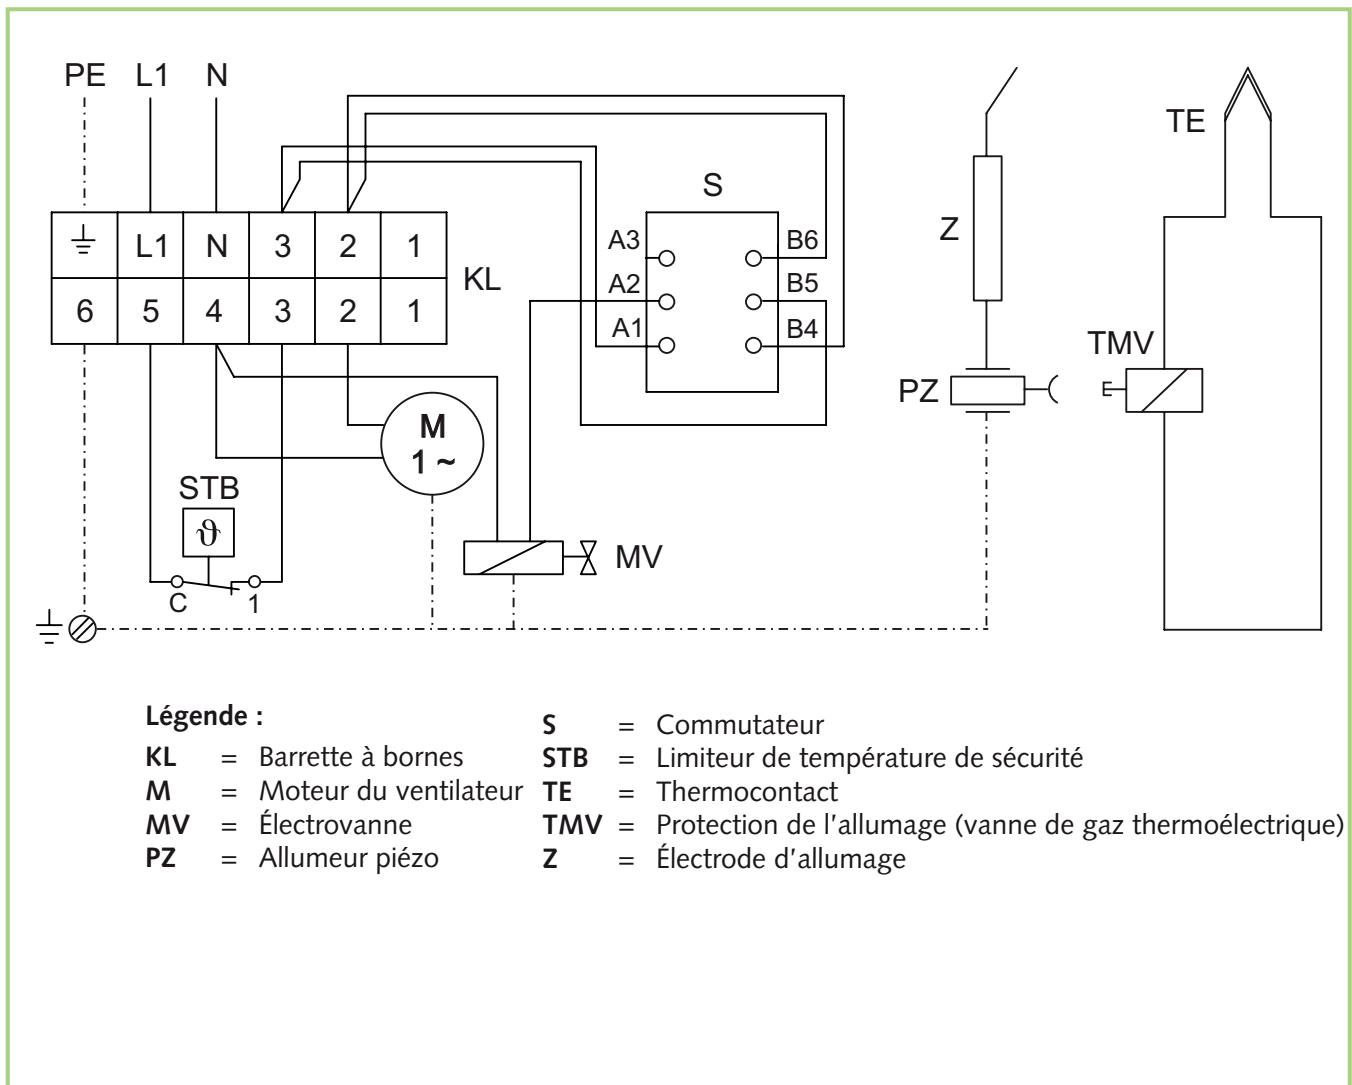 PE L1 N
S
TE
Z
L1 N 3 2 1
KL
6 5 4 3 2 1
A3 B6
A2 B5
A1 B4
TMV
PZ
M
1 ~
STB
ϑ
MV
C 1
Légende :
KL = Barrette à bornes
M = Moteur du ventilateur
MV = Électrovanne
PZ = Allumeur piézo
S = Commutateur
STB = Limiteur de température de sécurité
TE = Thermocontact
TMV = Protection de l'allumage (vanne de gaz thermoélectrique)
Z = Électrode d'allumage